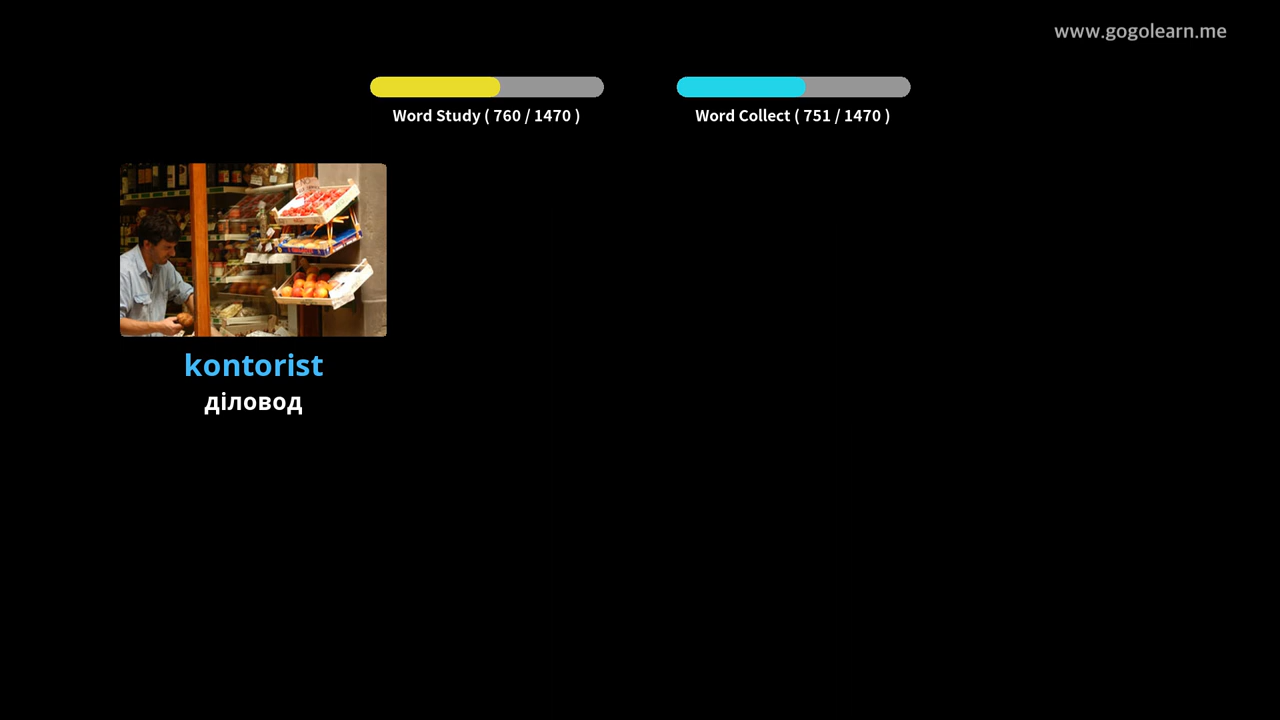 www.gogolearn.me
Word Study ( 760 / 1470 )
Word Collect ( 751 / 1470 )
kontorist
діловод